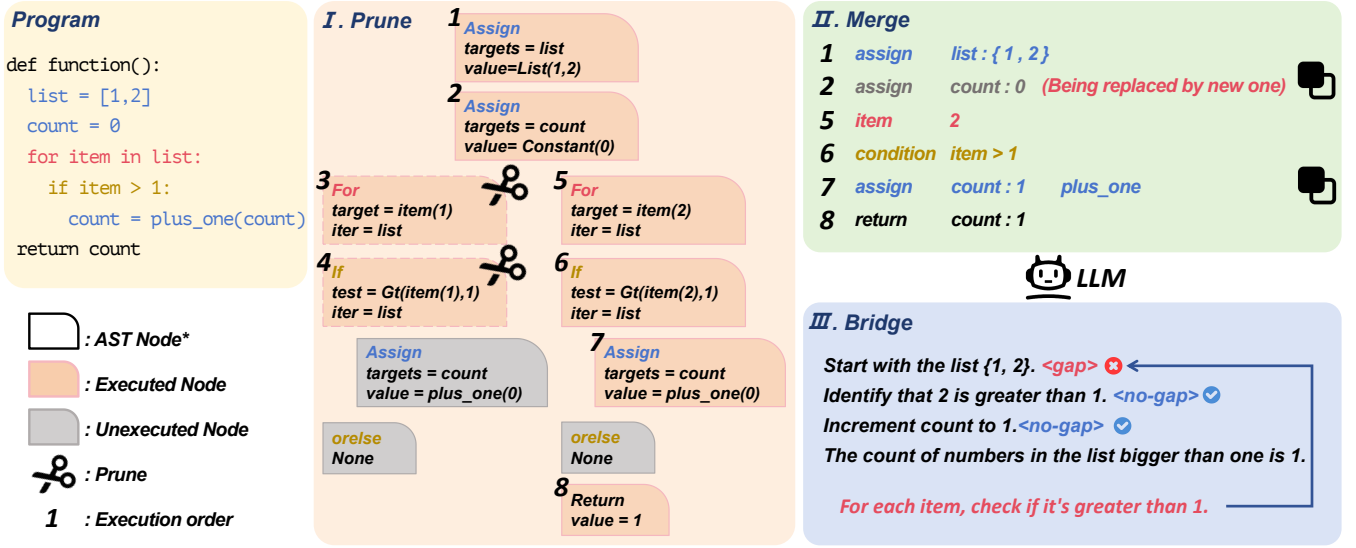 Program
def function():
list = [1,2]
count = 0
for item in list:
if item > 1:
count = plus_one(count)
return count
: AST Node*
: Executed Node
: Unexecuted Node
: Prune
1 : Execution order
Ⅰ. Prune
1
Assign
targets = list
value=List(1,2)
2
Assign
targets = count
value= Constant(0)
3
For
target = item(1)
iter = list
4
If
test = Gt(item(1),1)
iter = list
Assign
targets = count
value = plus_one(0)
orelse
None
5
For
target = item(2)
iter = list
6
If
test = Gt(item(2),1)
iter = list
7
Assign
targets = count
value = plus_one(0)
orelse
None
8
Return
value = 1
Ⅱ. Merge
1 assign list : { 1 , 2 }
2 assign count : 0 (Being replaced by new one)
5 item 2
6 condition item > 1
7 assign count : 1 plus_one
8 return count : 1
LLM
Ⅲ. Bridge
Start with the list {1, 2}. <gap>
Identify that 2 is greater than 1. <no-gap>
Increment count to 1.<no-gap>
The count of numbers in the list bigger than one is 1.
For each item, check if it's greater than 1.